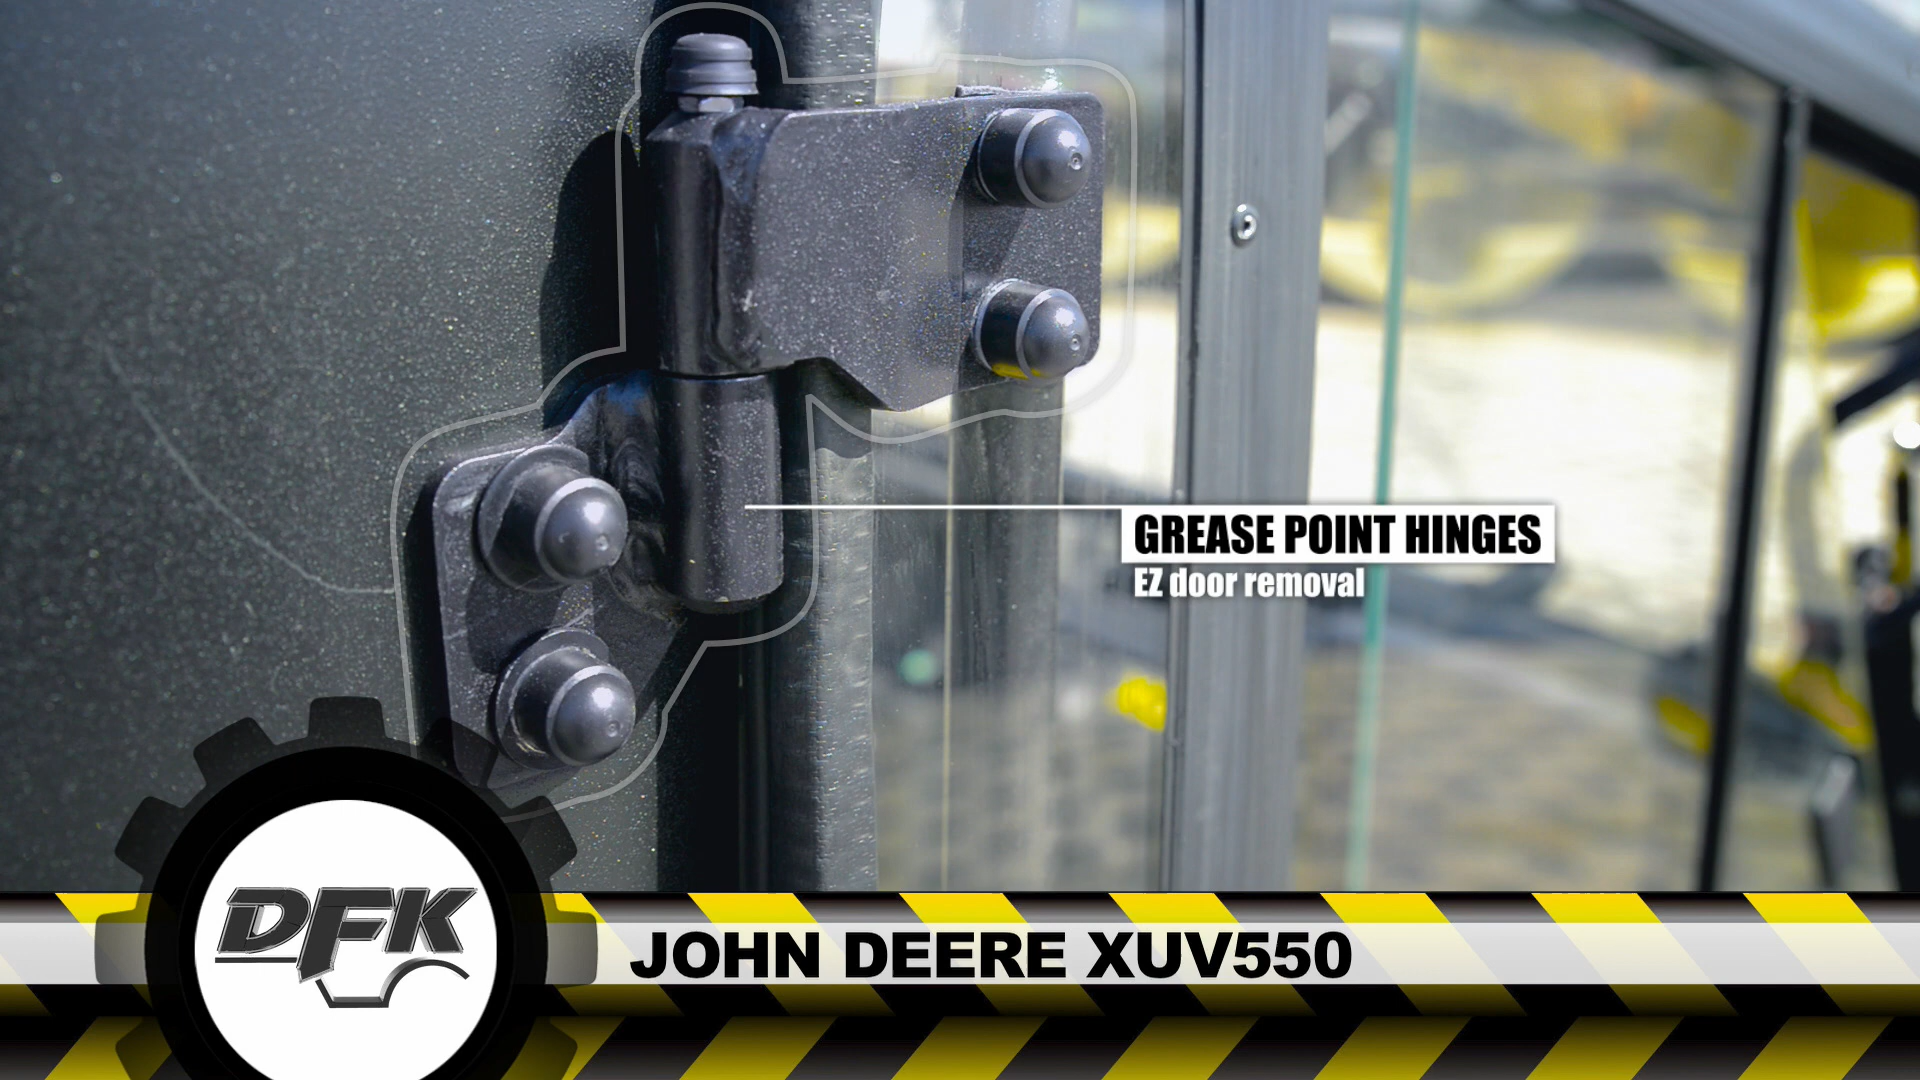 GREASE POINT HINGES
EZ door removal
DFK
JOHN DEERE XUV550